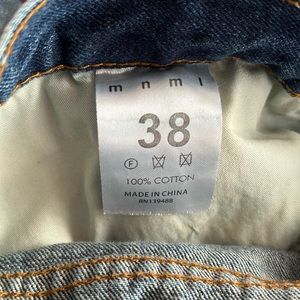 mnml
38
F
100% COTTON
MADE IN CHINA
RN139488